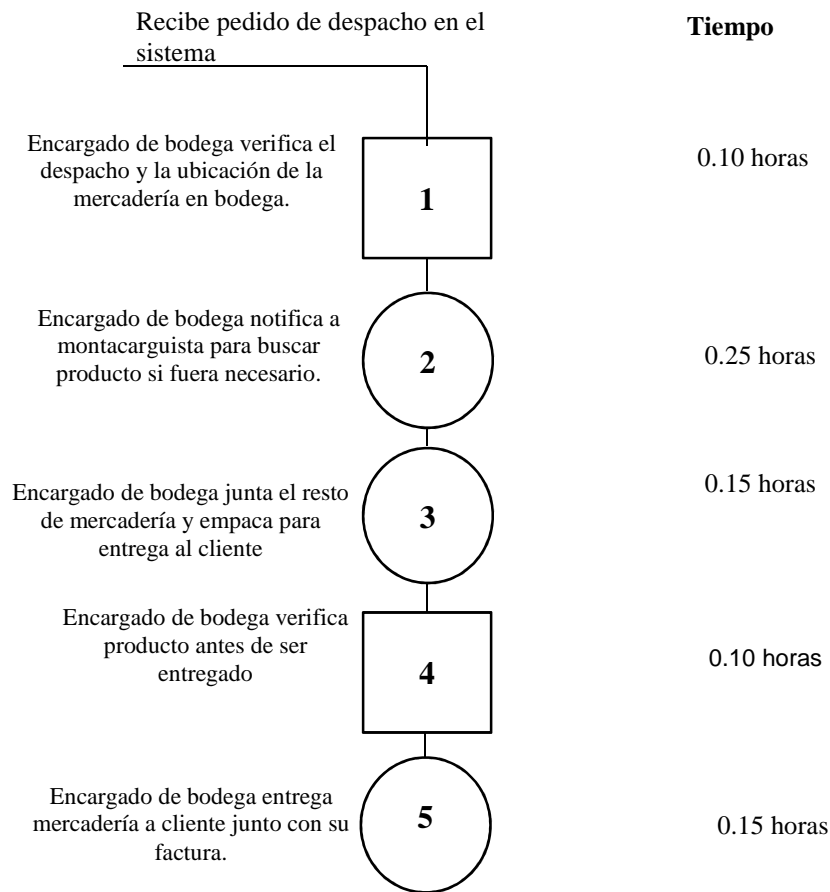 Recibe pedido de despacho en el
sistema
Tiempo
Encargado de bodega verifica el
despacho y la ubicación de la
mercadería en bodega.
1
0.10 horas
Encargado de bodega notifica a
montacarguista para buscar
producto si fuera necesario.
2
0.25 horas
Encargado de bodega junta el resto
de mercadería y empaca para
entrega al cliente
3
0.15 horas
Encargado de bodega verifica
producto antes de ser
entregado
4
0.10 horas
Encargado de bodega entrega
mercadería a cliente junto con su
factura.
5
0.15 horas